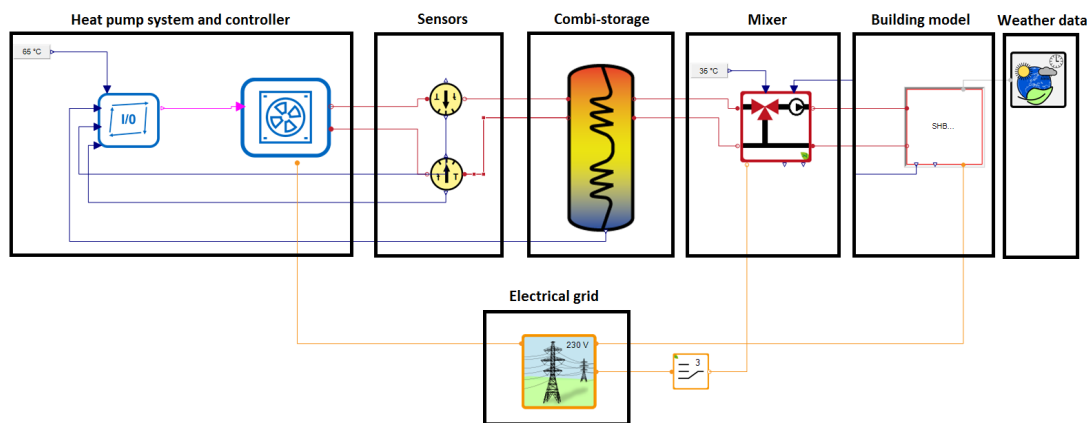 Heat pump system and controller
Sensors
Combi-storage
Mixer
Building model
Weather data
65 °C
I/O
T
36 °C
SHB...
Electrical grid
230 V
3